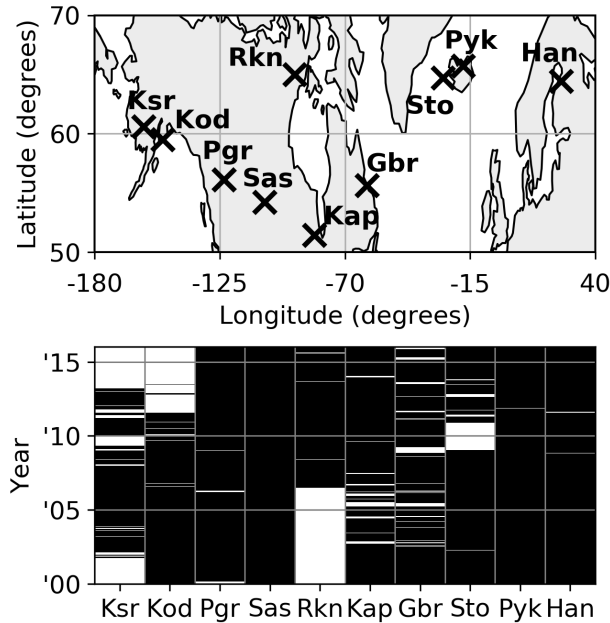 70
Pyk
Rkn
Han
Sto
Ksr
Kod
60
Pgr
Gbr
Sas
Kap
50
Latitude (degrees)
-180 -125 -70 -15 40
Longitude (degrees)
'15
'10
'05
'00
Year
Ksr Kod Pgr Sas Rkn Kap Gbr Sto Pyk Han